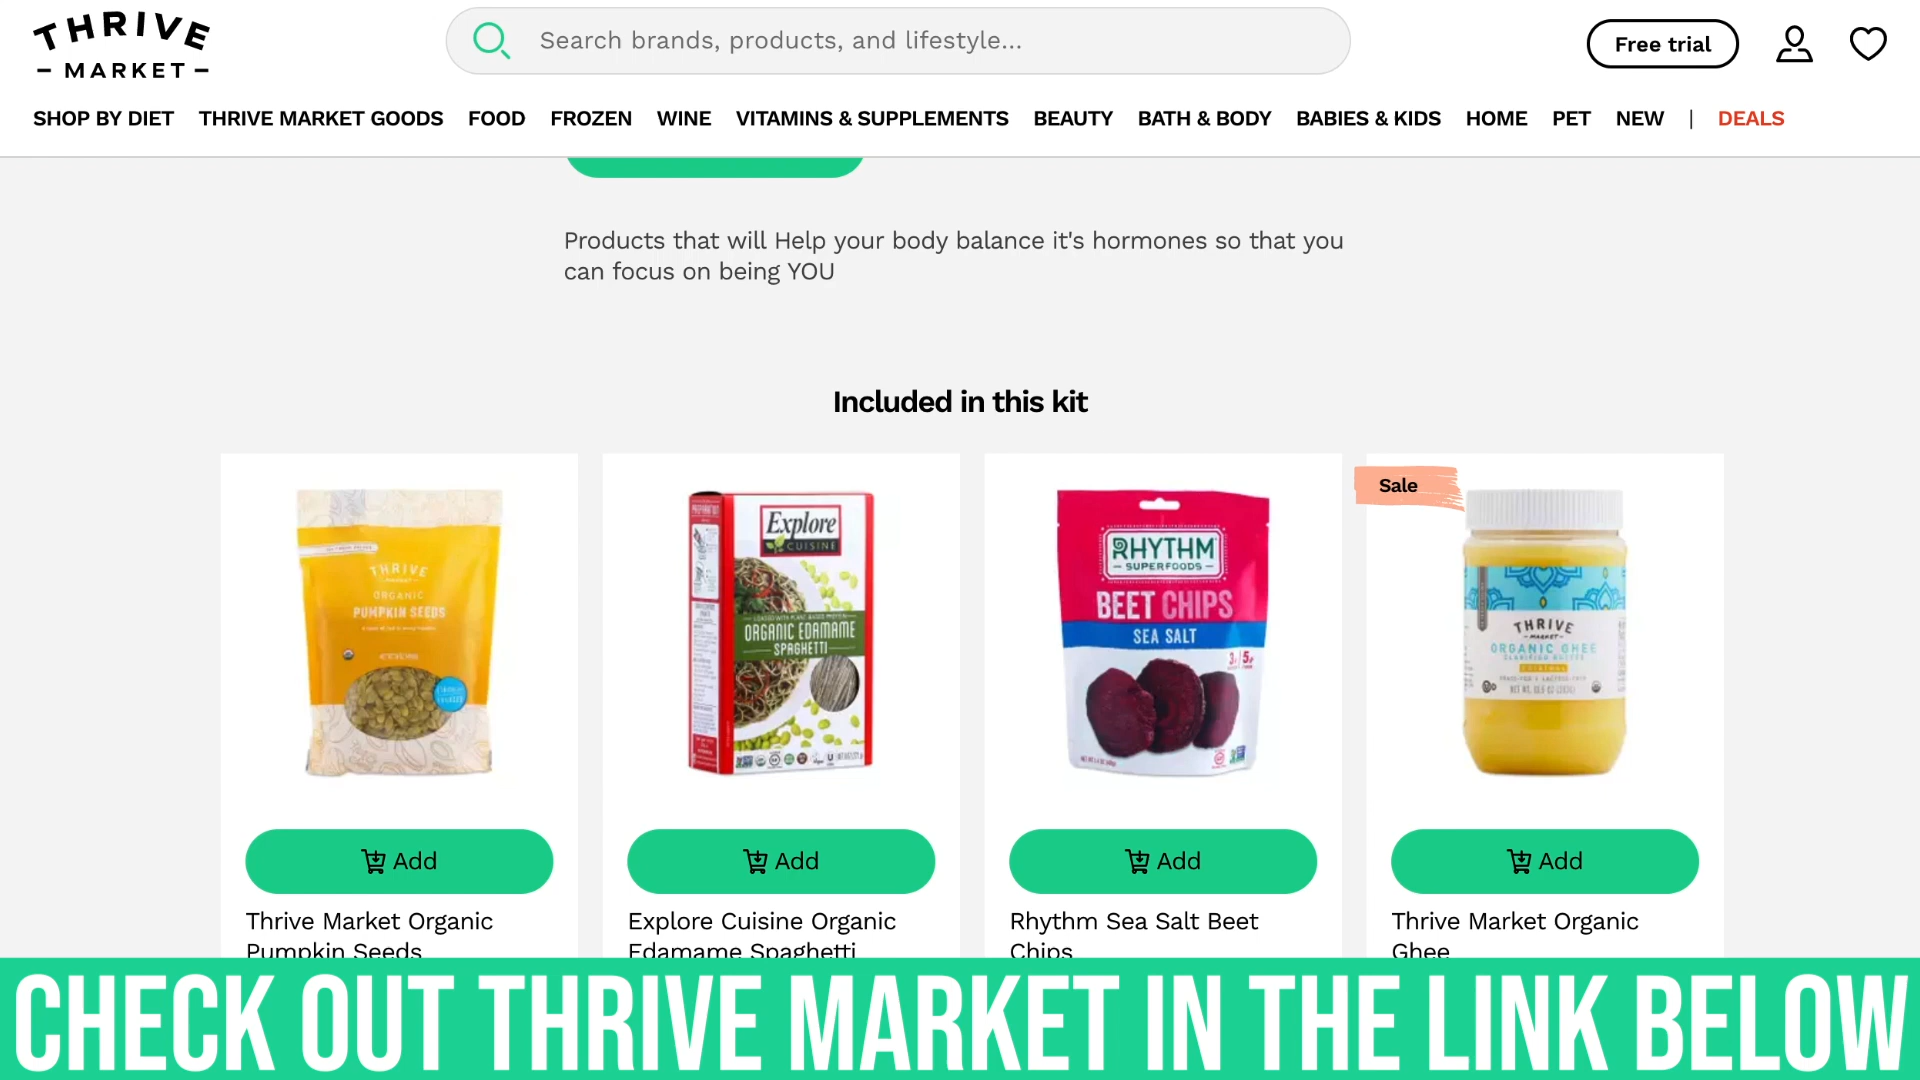 THRIVE
MARKET
Search brands, products, and lifestyle...
Free trial
SHOP BY DIET THRIVE MARKET GOODS FOOD FROZEN WINE VITAMINS & SUPPLEMENTS BEAUTY BATH & BODY BABIES & KIDS HOME PET NEW | DEALS
Products that will Help your body balance it's hormones so that you
can focus on being YOU
Included in this kit
THRIVE
MARKET
ORGANIC
PUMPKIN SEEDS
Explore
CUISINE
ORGANIC EDAMAME
SPAGHETTI
RHYTHM
SUPERFOODS
BEET CHIPS
SEA SALT
Sale
THRIVE
MARKET
ORGANIC GHEE
CLARIFIED BUTTER
Add Add Add Add
Thrive Market Organic
Pumpkin Seeds
Explore Cuisine Organic
Edamame Spaghetti
Rhythm Sea Salt Beet
Chips
Thrive Market Organic
Ghee
CHECK OUT THRIVE MARKET IN THE LINK BELOW